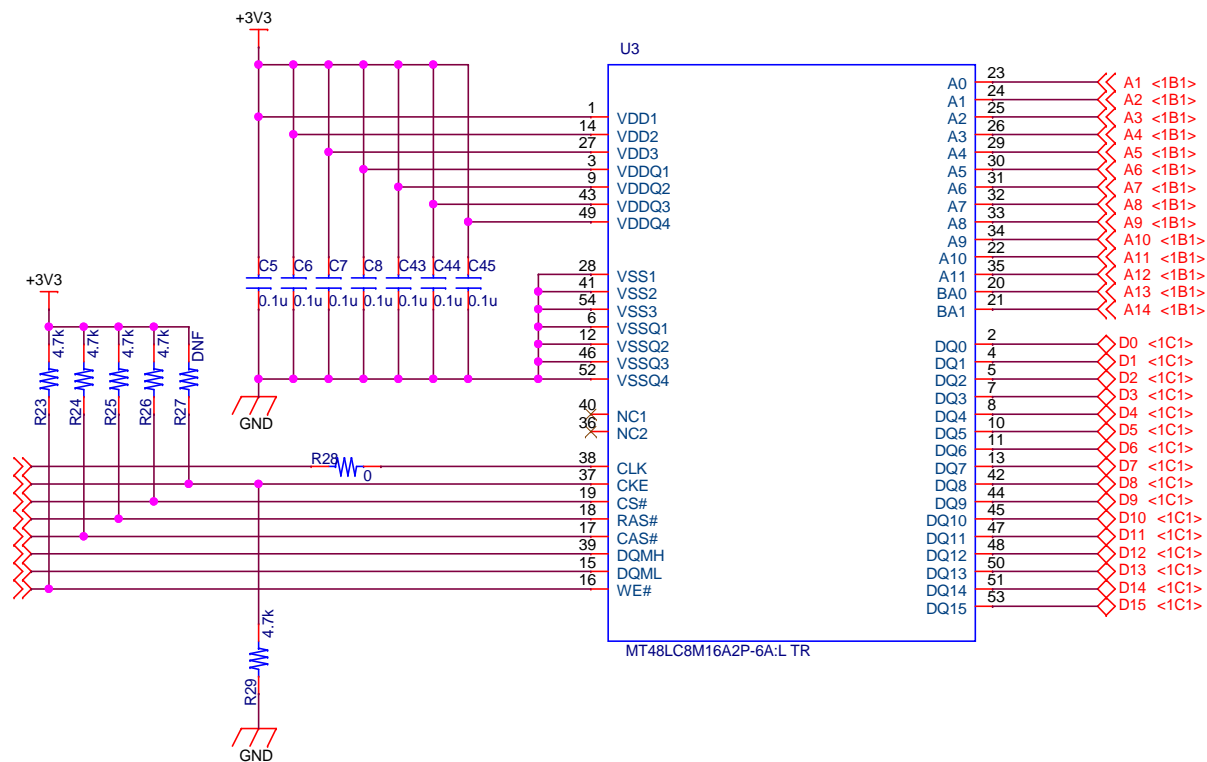 +3V3
U3
1 VDD1
14 VDD2
27 VDD3
3 VDDQ1
9 VDDQ2
43 VDDQ3
49 VDDQ4
C5 0.1u
C6 0.1u
C7 0.1u
C8 0.1u
C43 0.1u
C44 0.1u
C45 0.1u
28 VSS1
41 VSS2
54 VSS3
6 VSSQ1
12 VSSQ2
46 VSSQ3
52 VSSQ4
GND
40 NC1
36 NC2
+3V3
R23 4.7k
R24 4.7k
R25 4.7k
R26 4.7k
R27 DNF
R28 0
38 CLK
37 CKE
19 CS#
18 RAS#
17 CAS#
39 DQMH
15 DQML
16 WE#
R29 4.7k
GND
A0 23 A1 <1B1>
A1 24 A2 <1B1>
A2 25 A3 <1B1>
A3 26 A4 <1B1>
A4 29 A5 <1B1>
A5 30 A6 <1B1>
A6 31 A7 <1B1>
A7 32 A8 <1B1>
A8 33 A9 <1B1>
A9 34 A10 <1B1>
A10 22 A11 <1B1>
A11 35 A12 <1B1>
BA0 20 A13 <1B1>
BA1 21 A14 <1B1>
DQ0 2 D0 <1C1>
DQ1 4 D1 <1C1>
DQ2 5 D2 <1C1>
DQ3 7 D3 <1C1>
DQ4 8 D4 <1C1>
DQ5 10 D5 <1C1>
DQ6 11 D6 <1C1>
DQ7 13 D7 <1C1>
DQ8 42 D8 <1C1>
DQ9 44 D9 <1C1>
DQ10 45 D10 <1C1>
DQ11 47 D11 <1C1>
DQ12 48 D12 <1C1>
DQ13 50 D13 <1C1>
DQ14 51 D14 <1C1>
DQ15 53 D15 <1C1>
MT48LC8M16A2P-6A:L TR